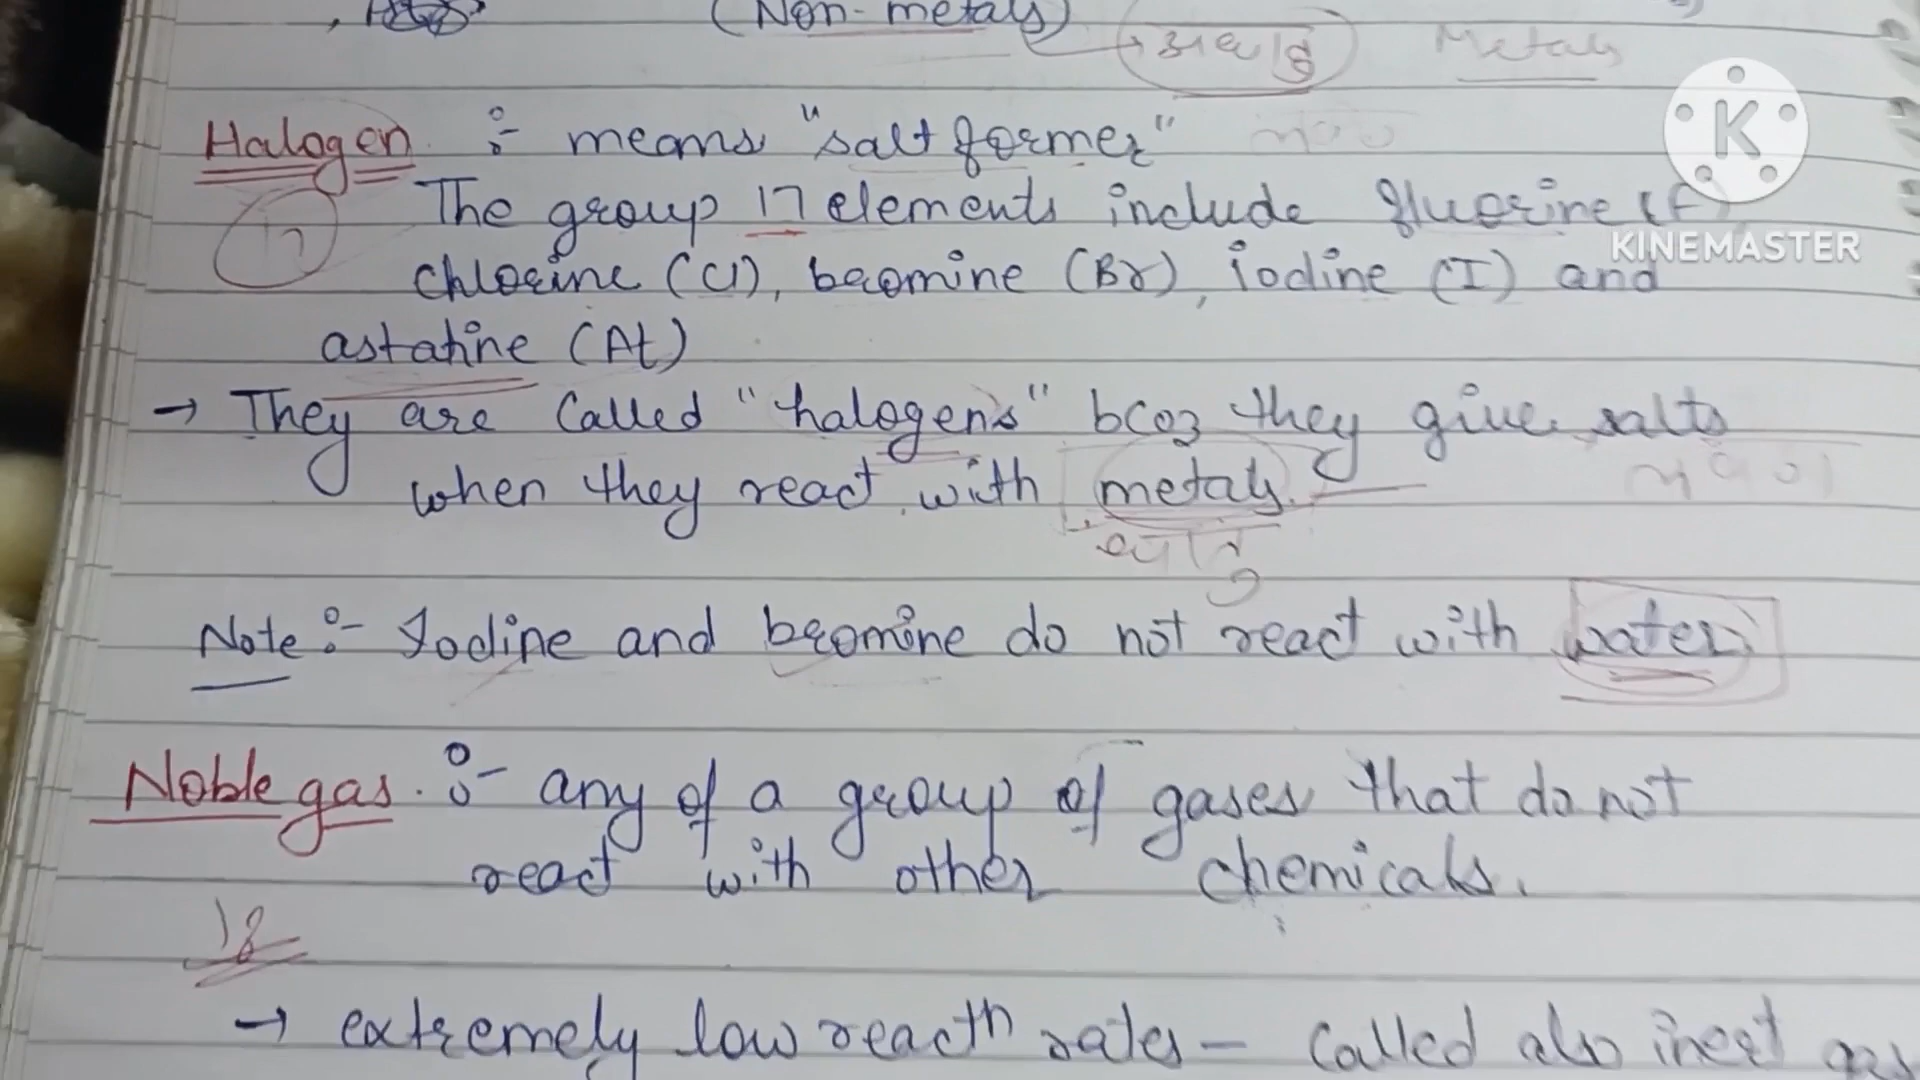 (Non-metals) → अधातु Metals
Halogen :- means "salt former"
17 The group 17 elements include fluorine (F)
chlorine (Cl), bromine (Br), iodine (I) and
astatine (At)
→ They are called "halogens" bcoz they give salts
when they react with metals.
धातु
Note :- Iodine and bromine do not react with water.
Noble gas :- any of a group of gases that do not
react with other chemicals.
18
→ extremely low reactn rates - called also inert gas
K
KINEMASTER